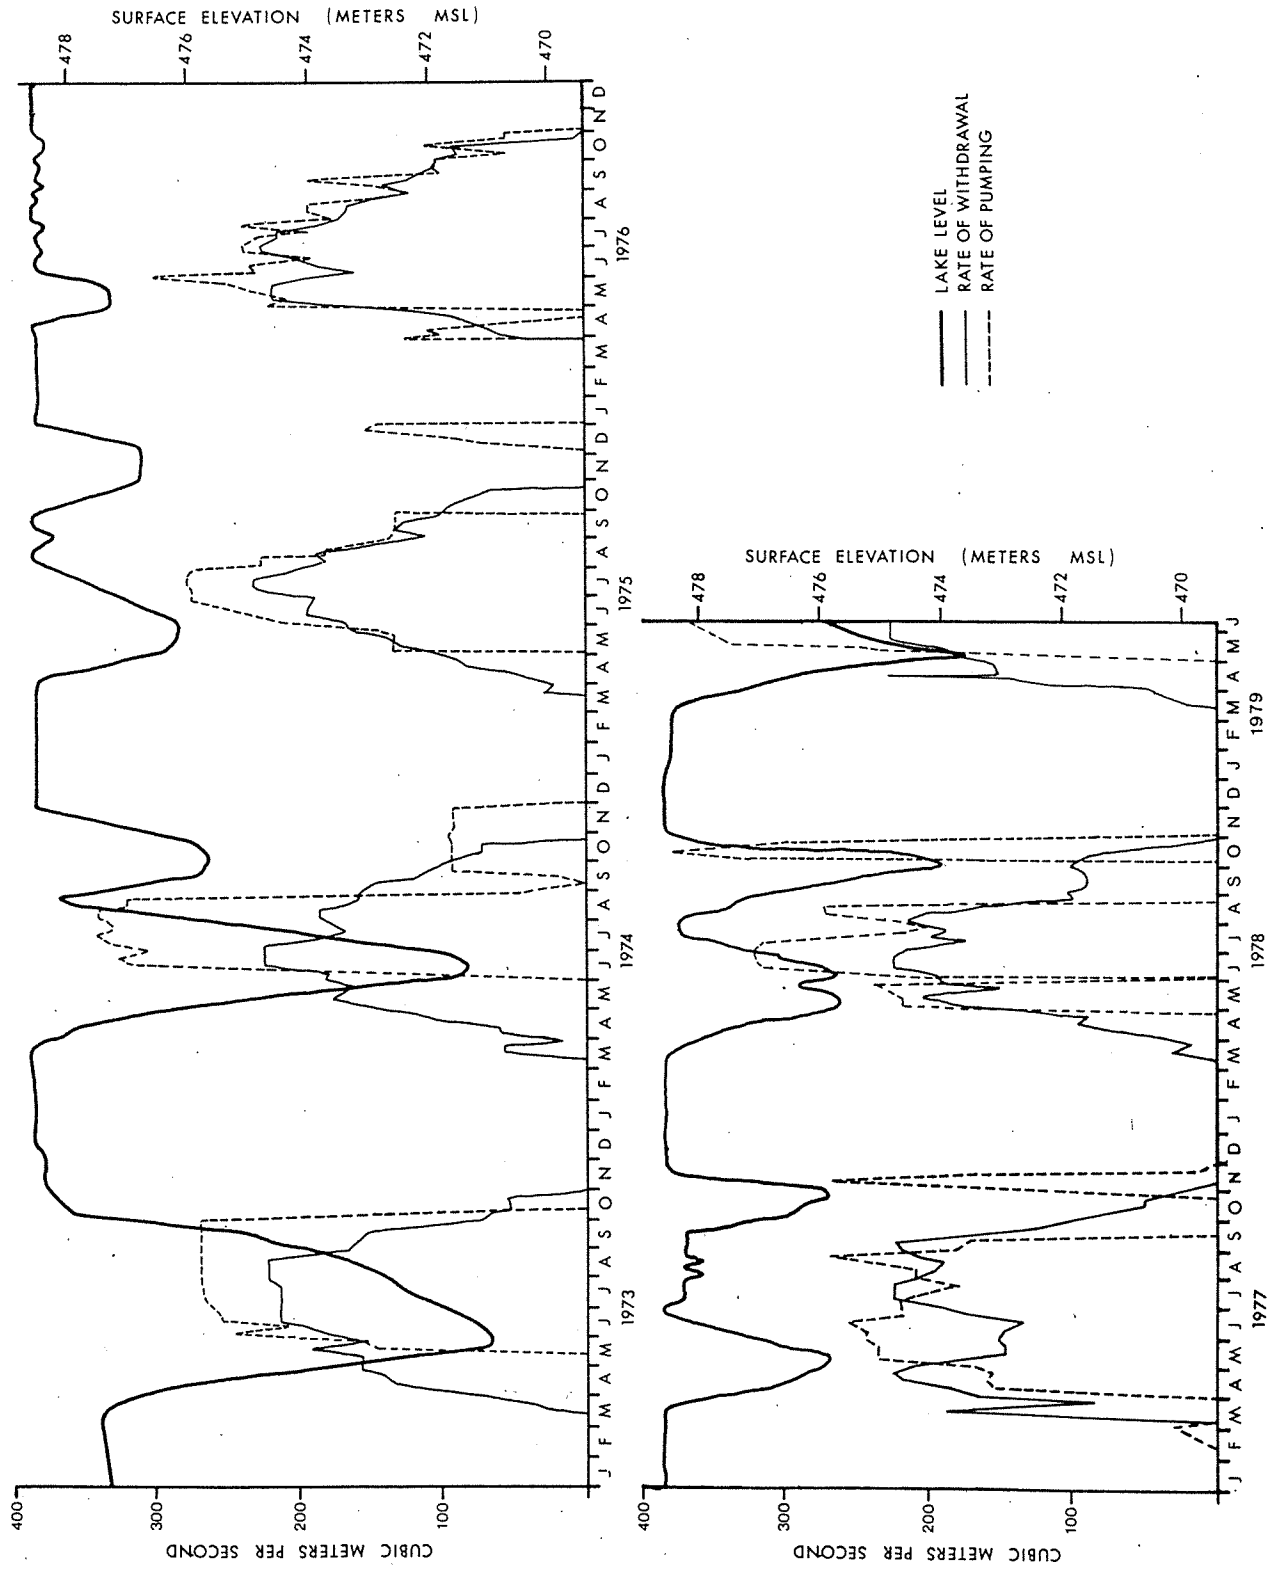 400
300
200
100
CUBIC METERS PER SECOND
SURFACE ELEVATION (METERS MSL)
478
476
474
472
470
J F M A M J J A S O N D J F M A M J J A S O N D J F M A M J J A S O N D J F M A M J J A S O N D
1973
1974
1975
1976
400
300
200
100
CUBIC METERS PER SECOND
SURFACE ELEVATION (METERS MSL)
478
476
474
472
470
J F M A M J J A S O N D J F M A M J J A S O N D J F M A M J
1977
1978
1979
LAKE LEVEL
RATE OF WITHDRAWAL
RATE OF PUMPING